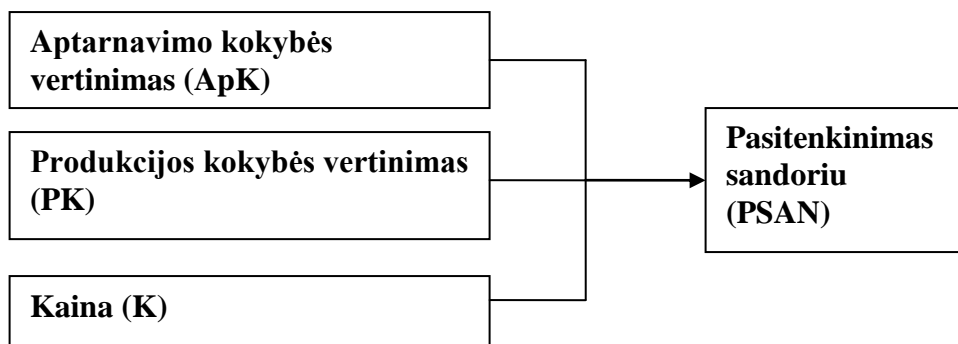 Aptarnavimo kokybės
vertinimas (ApK)
Produkcijos kokybės vertinimas
(PK)
Kaina (K)
Pasitenkinimas
sandoriu
(PSAN)